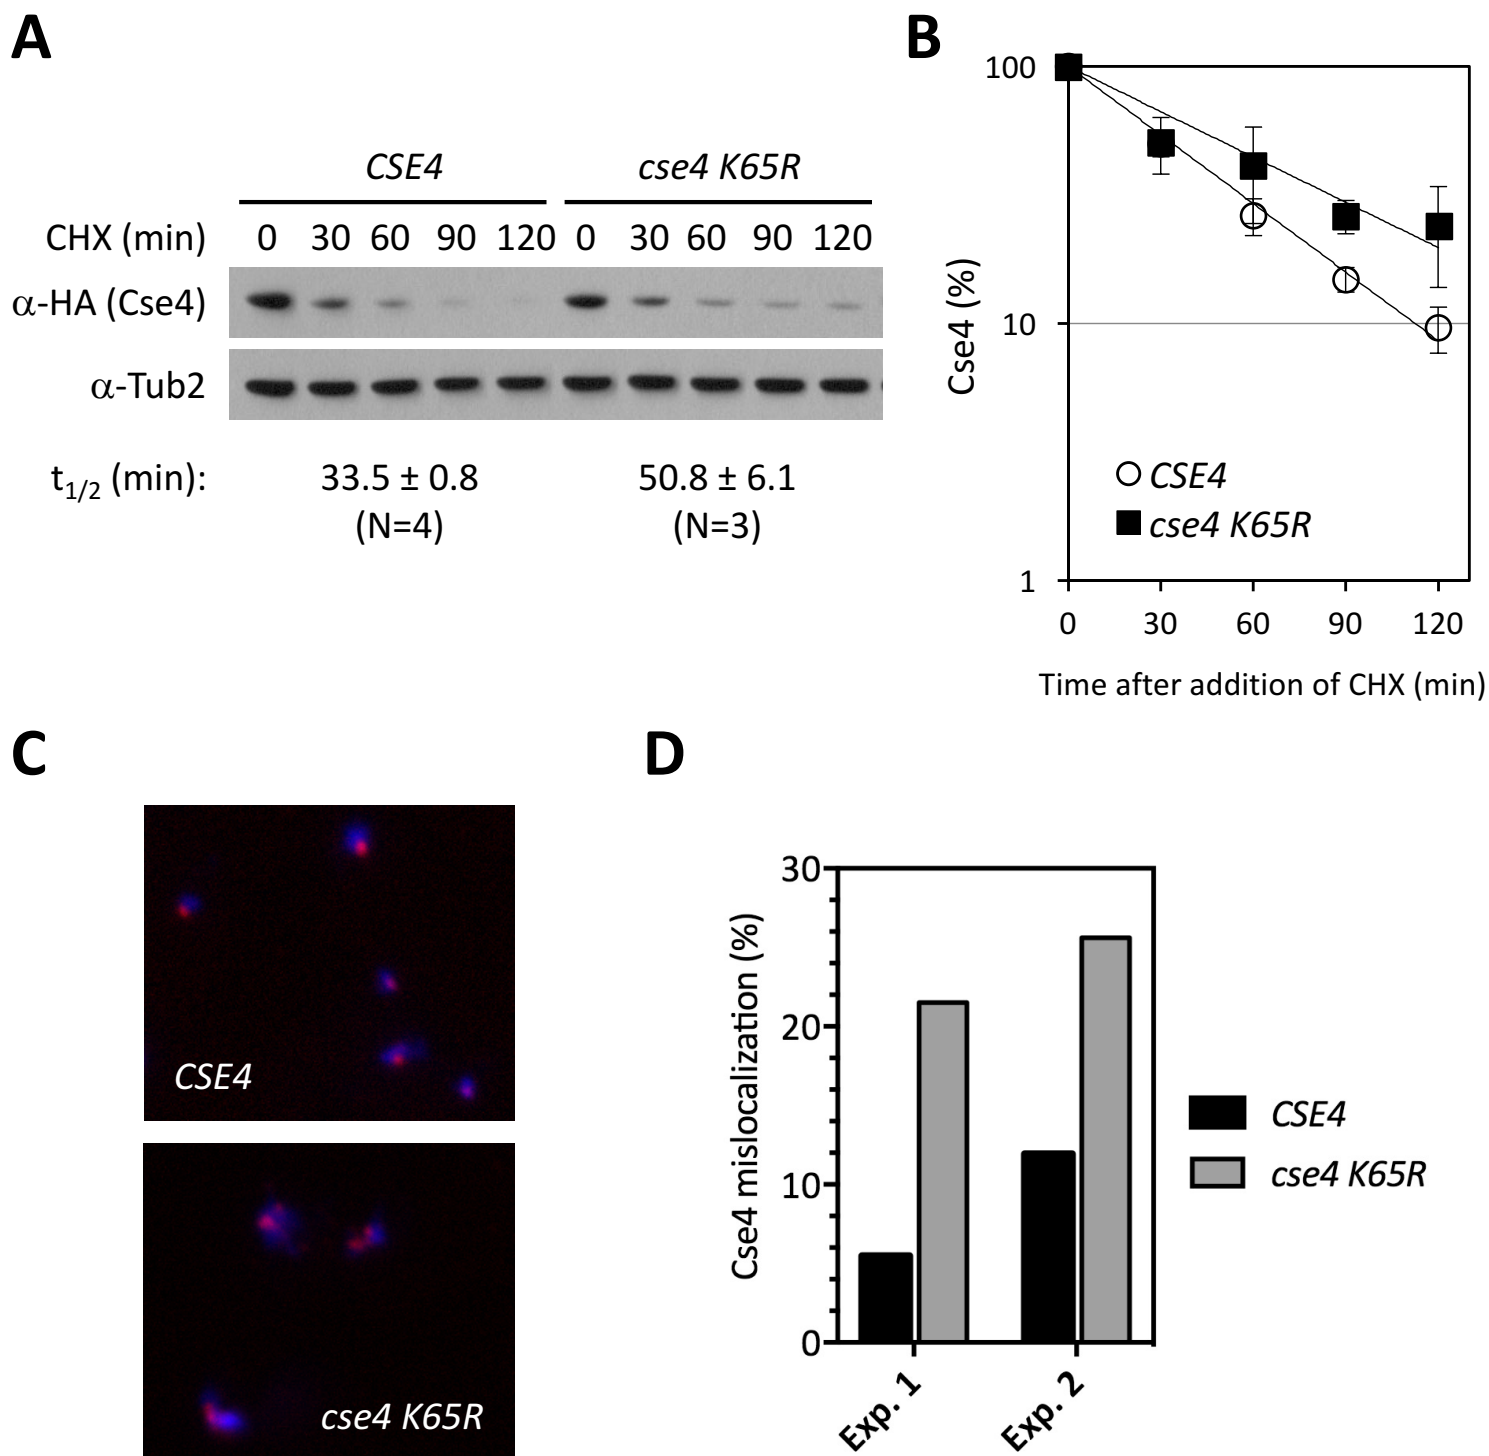 A
CSE4 cse4 K65R
CHX (min) 0 30 60 90 120 0 30 60 90 120
α-HA (Cse4)
α-Tub2
t1/2 (min): 33.5 ± 0.8 50.8 ± 6.1
(N=4) (N=3)
B
100
10
1
Cse4 (%)
CSE4
cse4 K65R
0 30 60 90 120
Time after addition of CHX (min)
C
CSE4
cse4 K65R
D
30
20
10
0
Cse4 mislocalization (%)
Exp. 1 Exp. 2
CSE4
cse4 K65R